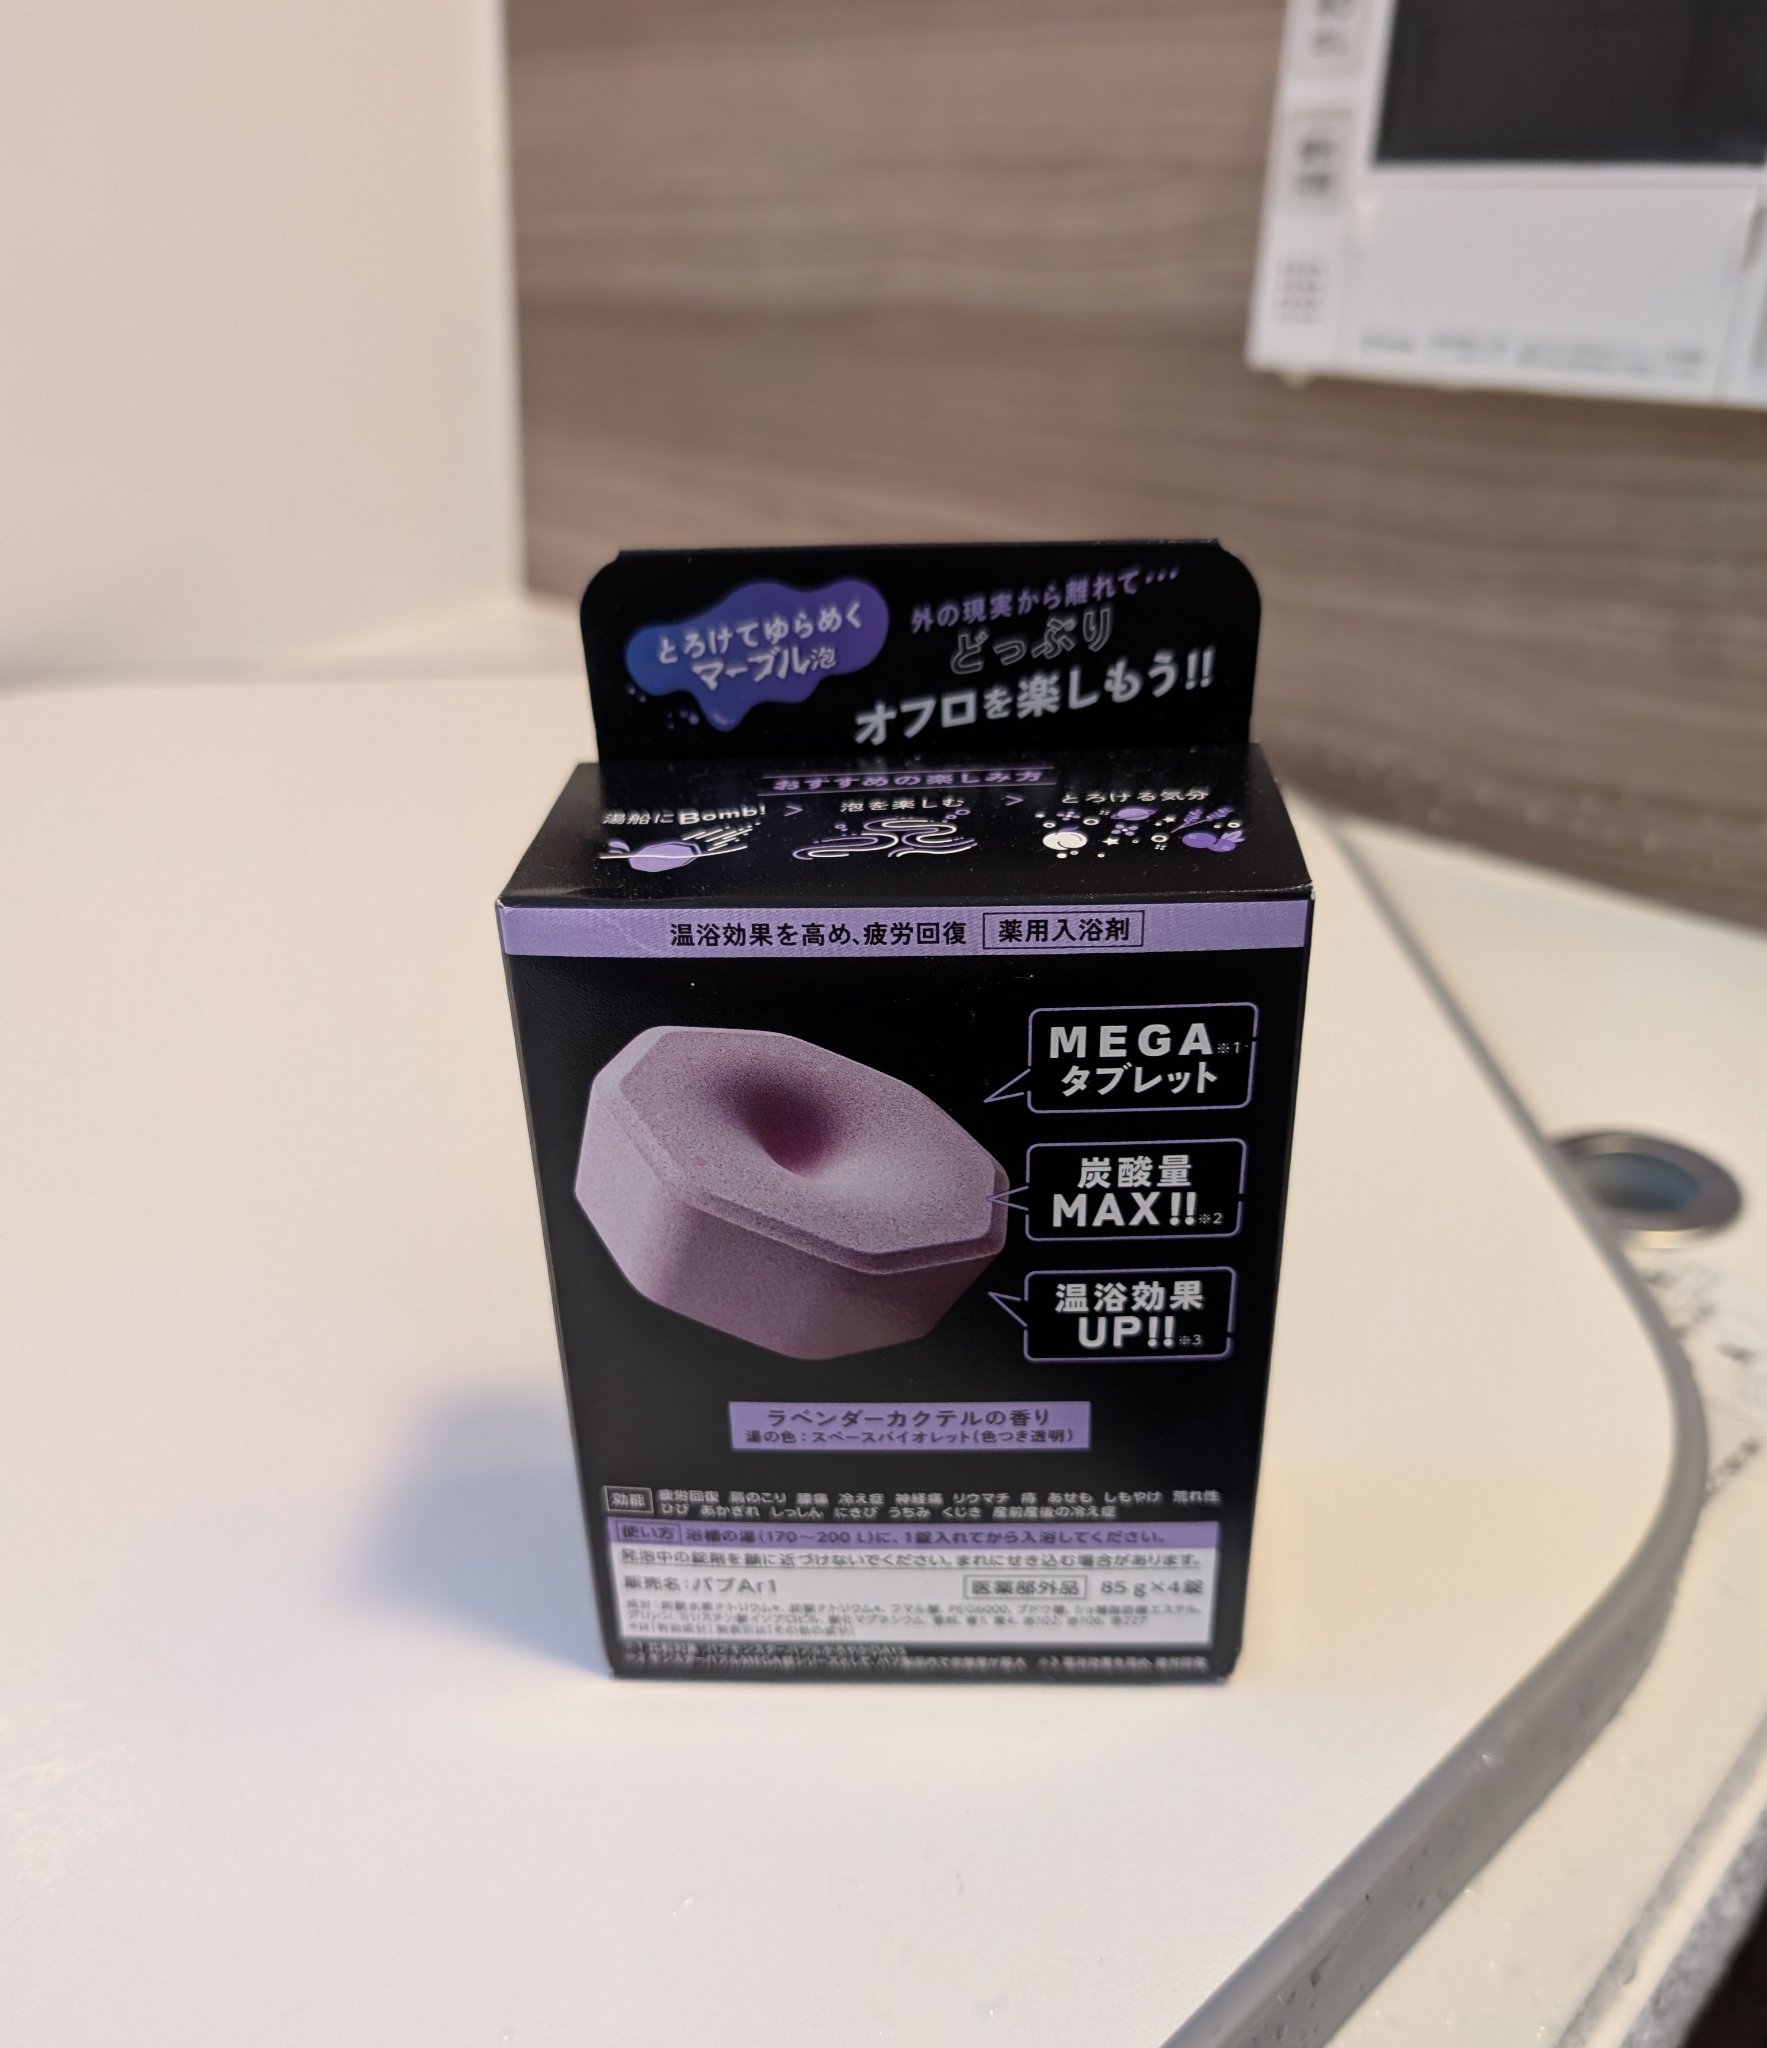 とろけてゆらめく
マーブル泡
外の現実から離れて・・・
どっぷり
オフロを楽しもう!!
おすすめの楽しみ方
湯船にBomb! > 泡を楽しむ > とろける気分
温浴効果を高め、疲労回復 薬用入浴剤
MEGA※1
タブレット
炭酸量
MAX!!※2
温浴効果
UP!!※3
ラベンダーカクテルの香り
湯の色:スペースバイオレット(色つき透明)
効能 疲労回復 肩のこり 腰痛 冷え症 神経痛 リウマチ 痔 あせも しもやけ 荒れ性
ひび あかぎれ しっしん にきび うちみ くじき 産前産後の冷え症
使い方 浴槽の湯(170~200 L)に、1錠入れてから入浴してください。
発泡中の錠剤を顔に近づけないでください。まれにせき込む場合があります。
販売名:バブAr1 医薬部外品 85g×4錠